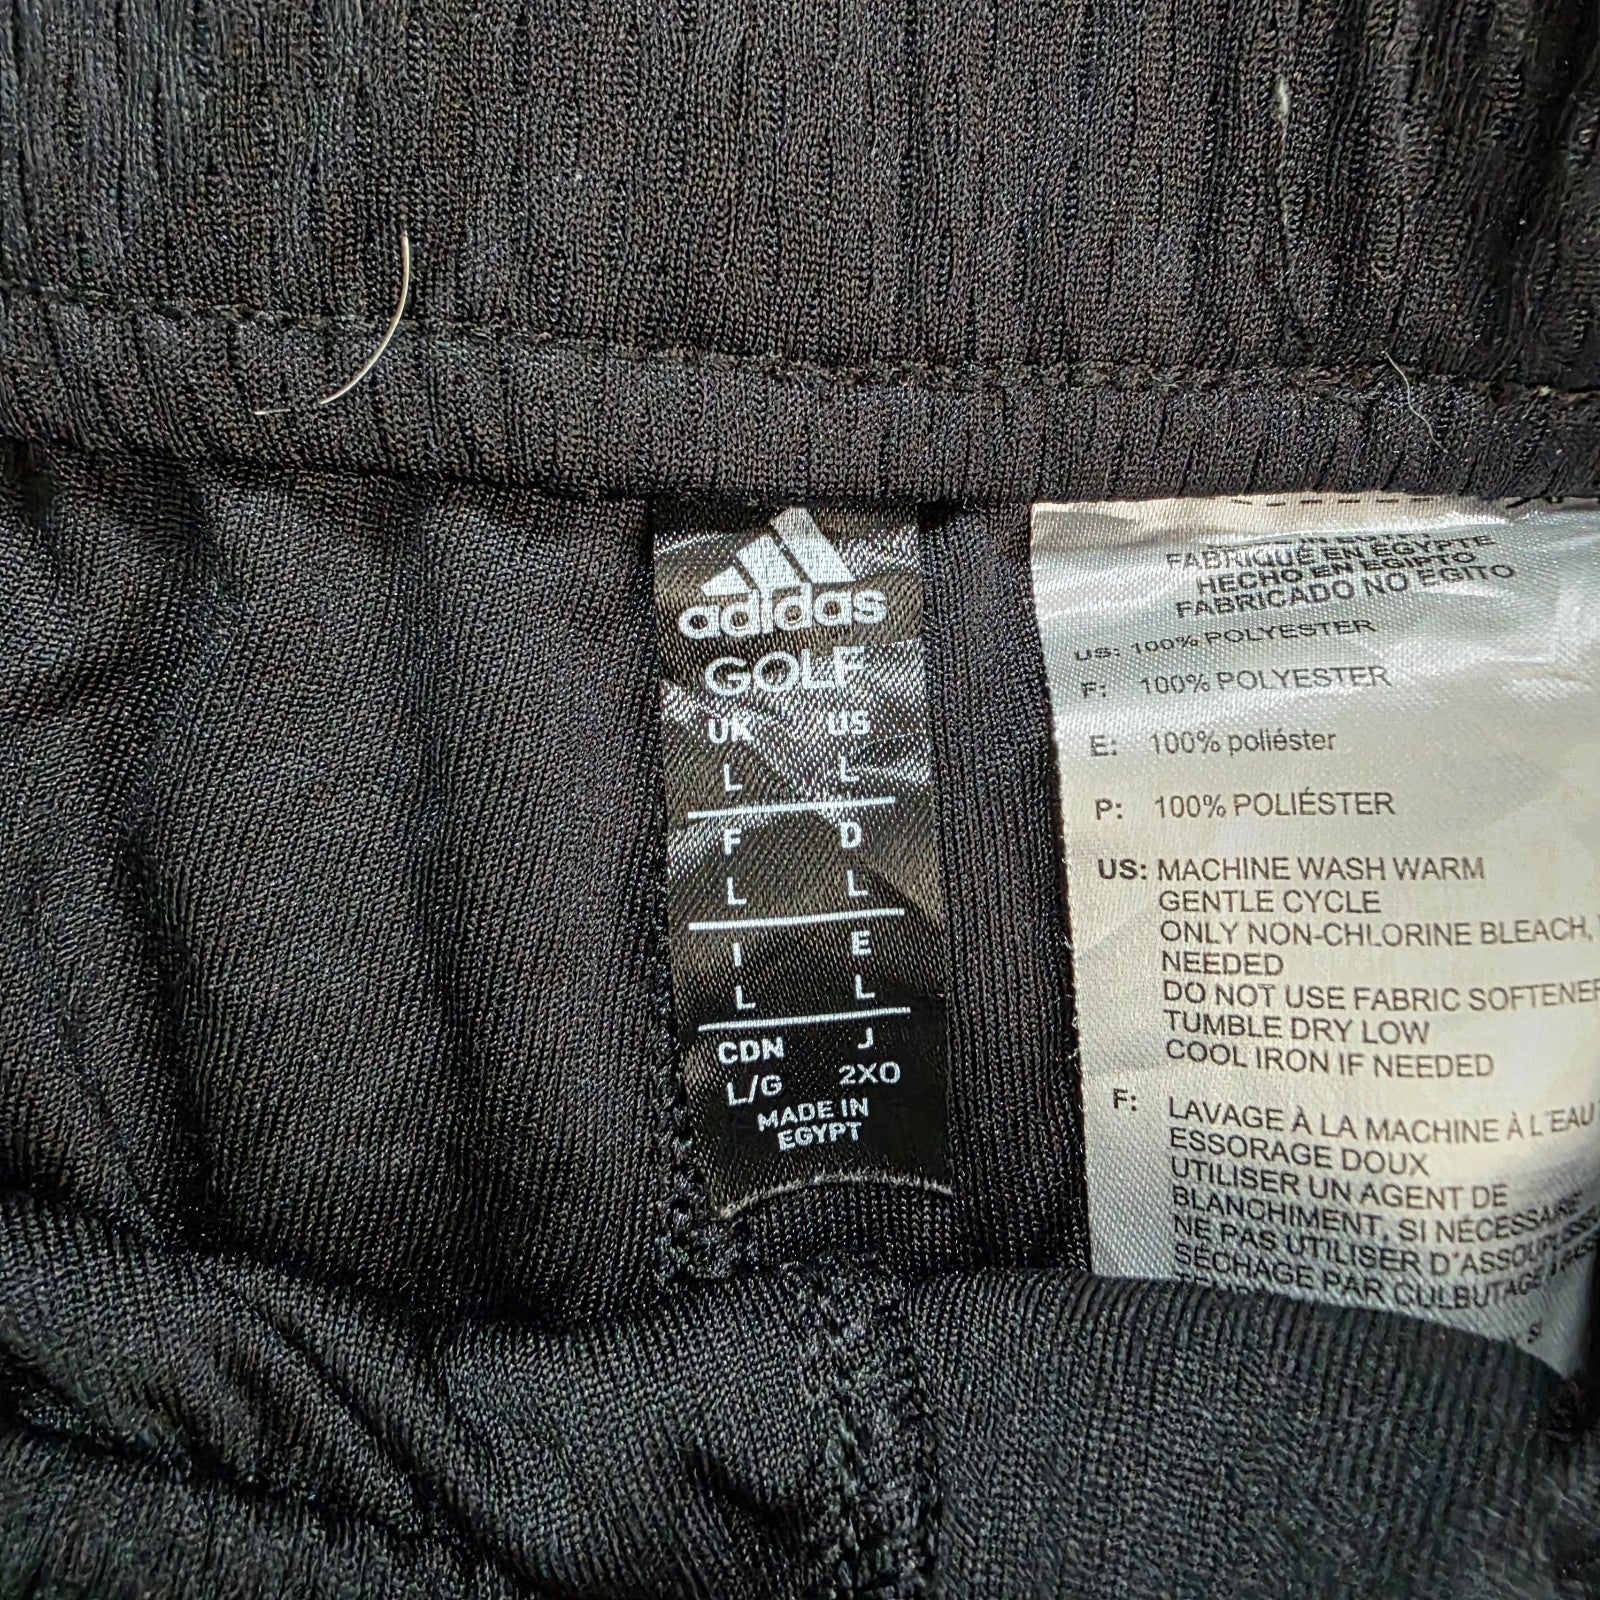 adidas
GOLF
UK US
L L
F D
L L
I E
L L
CDN J
L/G 2XO
MADE IN
EGYPT
FABRIQUÉ EN EGYPTE
HECHO EN EGIPTO
FABRICADO NO EGITO
US: 100% POLYESTER
F: 100% POLYESTER
E: 100% poliéster
P: 100% POLIÉSTER
US: MACHINE WASH WARM
GENTLE CYCLE
ONLY NON-CHLORINE BLEACH,
NEEDED
DO NOT USE FABRIC SOFTENER
TUMBLE DRY LOW
COOL IRON IF NEEDED
F: LAVAGE À LA MACHINE À L'EAU
ESSORAGE DOUX
UTILISER UN AGENT DE
BLANCHIMENT, SI NÉCESSAIRE
NE PAS UTILISER
SÉCHAGE PAR CULBUTAGE